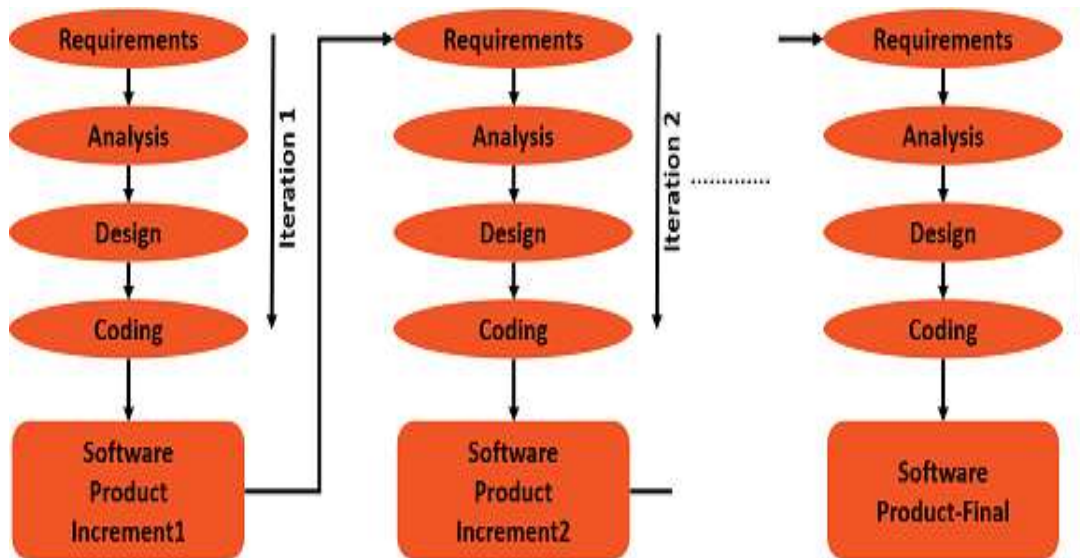 Requirements
Analysis
Design
Coding
Software
Product
Increment1
Iteration 1
Requirements
Analysis
Design
Coding
Software
Product
Increment2
Iteration 2
Requirements
Analysis
Design
Coding
Software
Product-Final